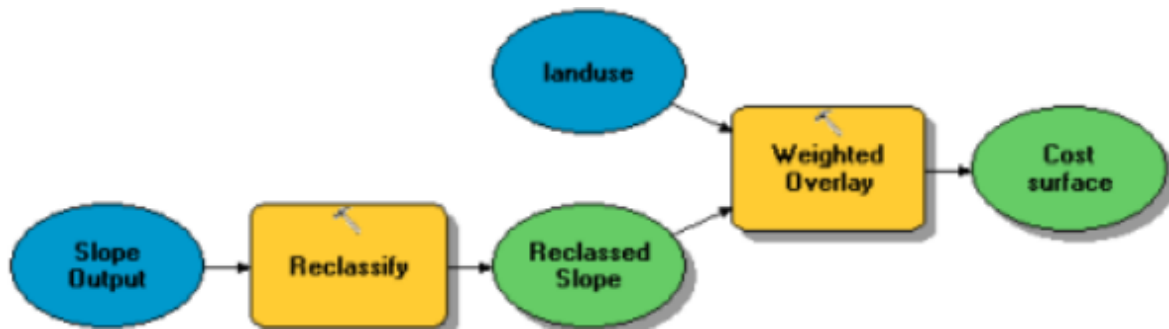 landuse
Weighted
Overlay
Cost
surface
Slope
Output
Reclassify
Reclassed
Slope